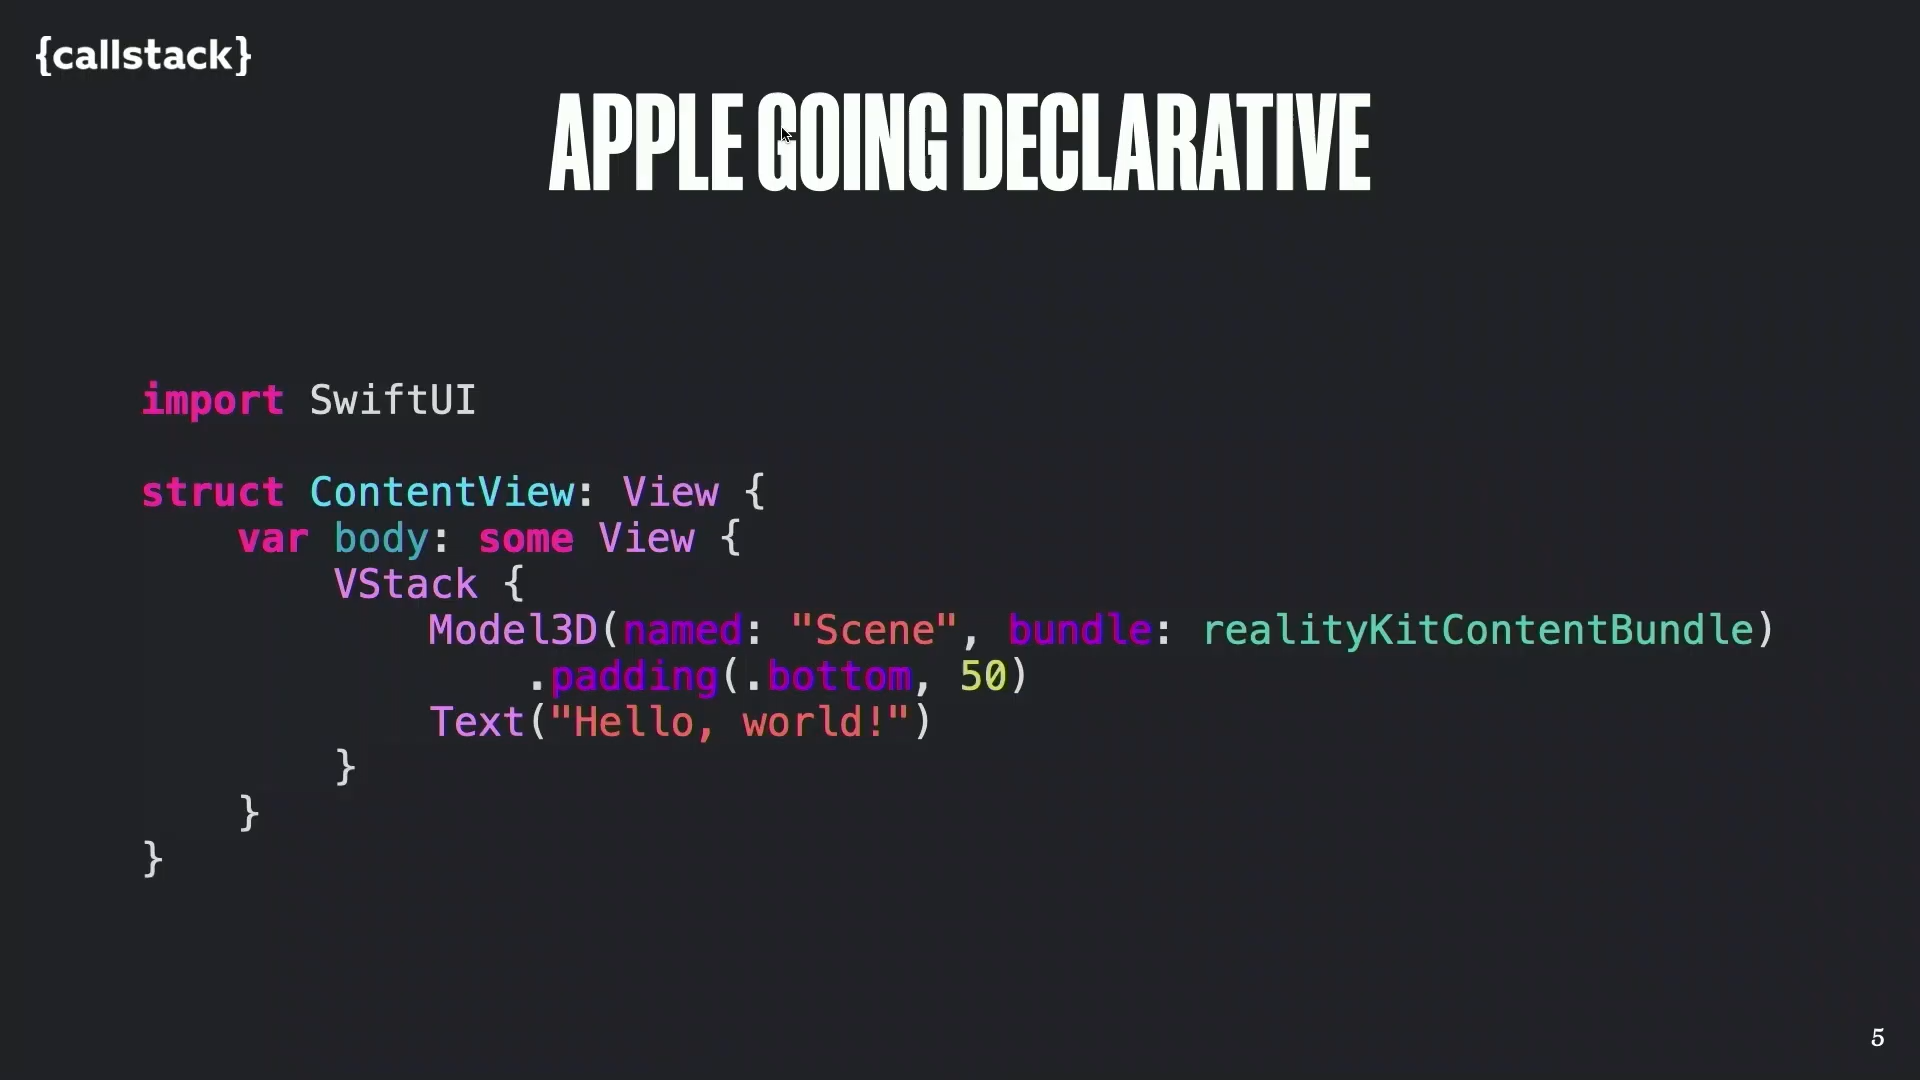 {callstack}
APPLE GOING DECLARATIVE
import SwiftUI
struct ContentView: View {
    var body: some View {
        VStack {
            Model3D(named: "Scene", bundle: realityKitContentBundle)
                .padding(.bottom, 50)
            Text("Hello, world!")
        }
    }
}
5